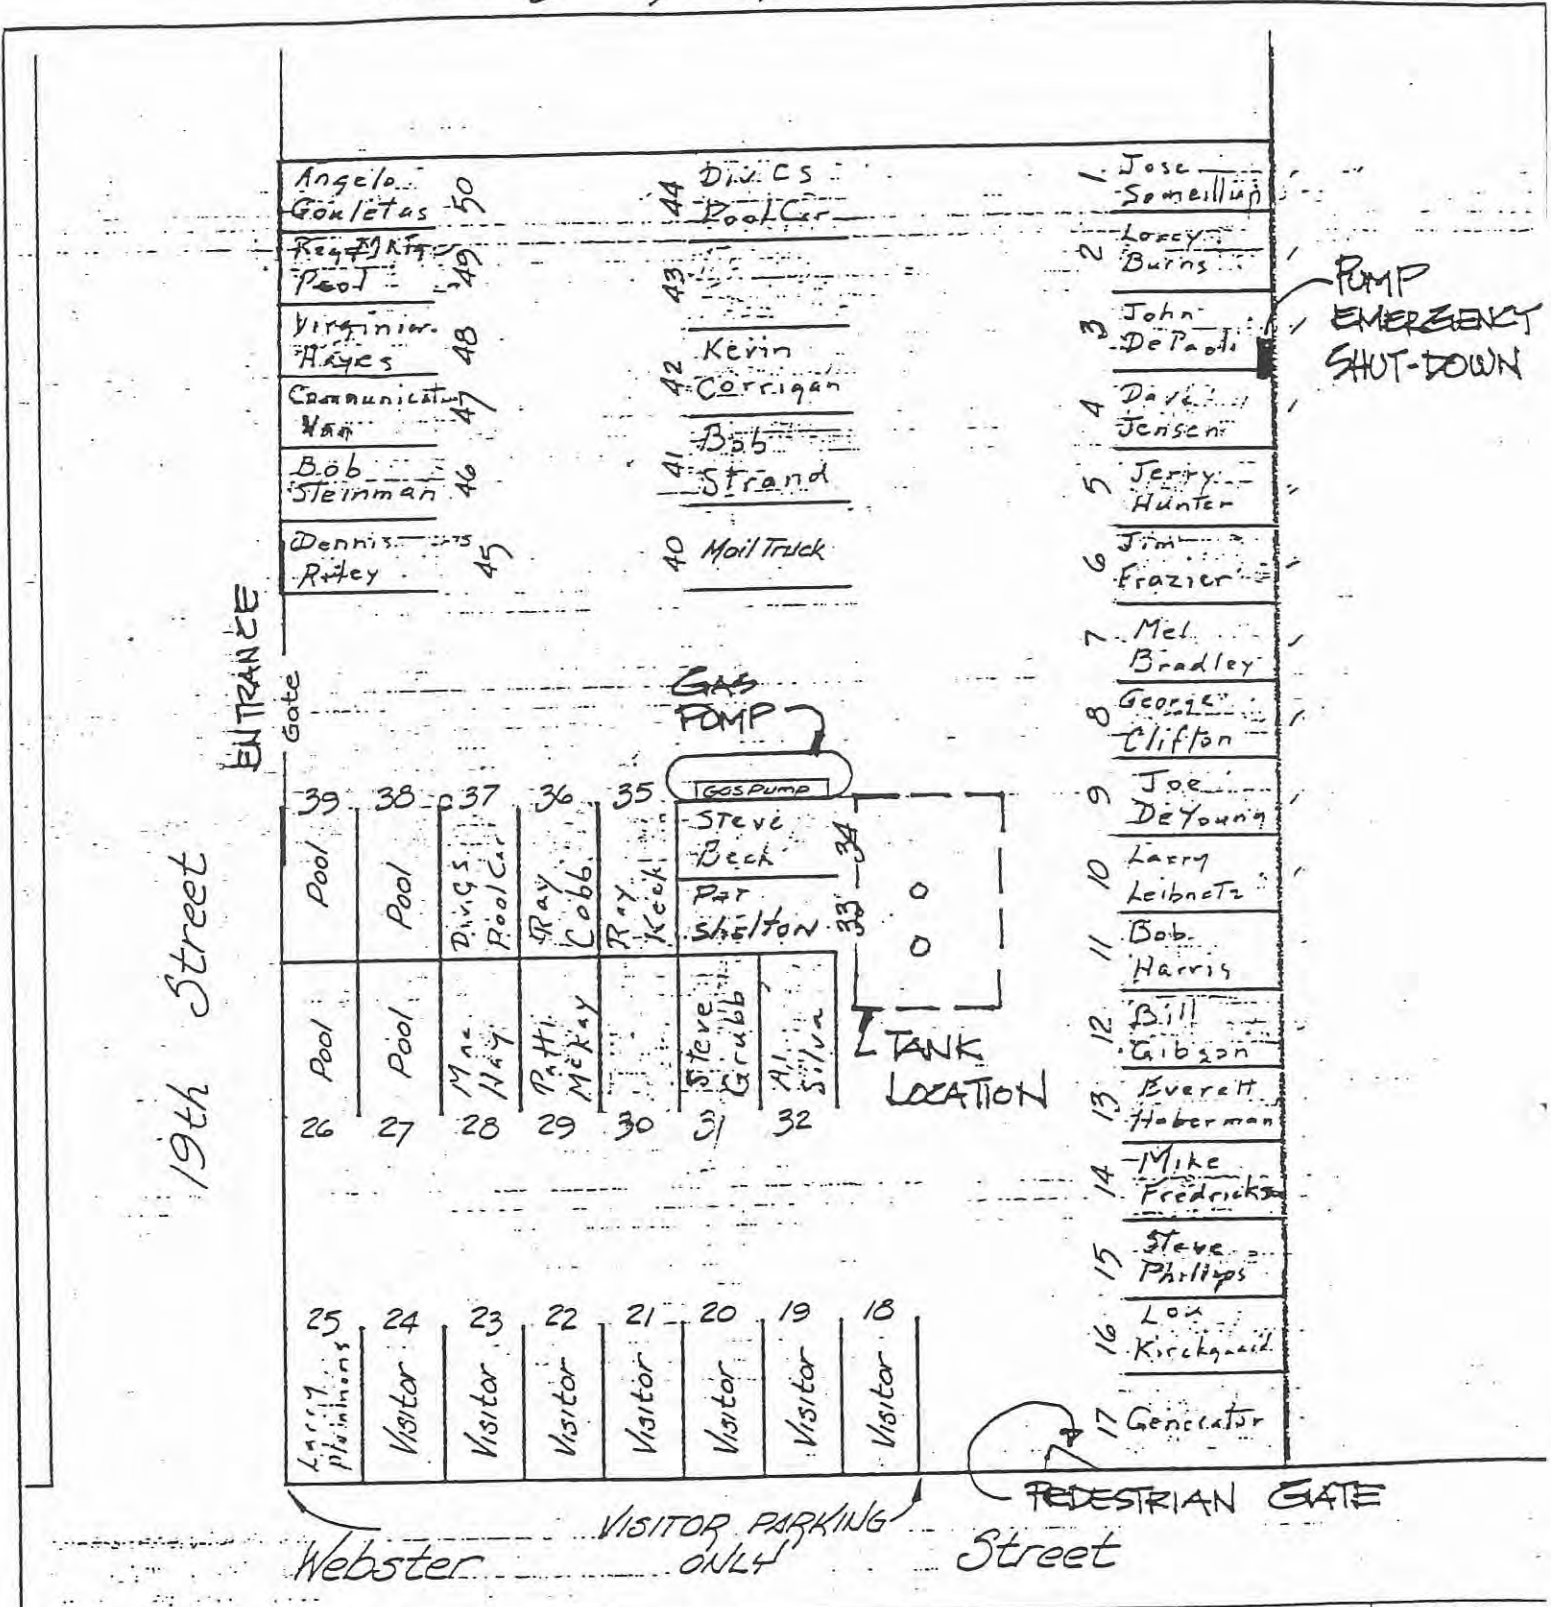 Angelo
Gouletas
50
49
Pool
Virginia
Hayes
48
Van
47
Bob
Steinman
46
Dennis
Riley
45
44
Div. CS
Pool Car
43
42
Kevin
Corrigan
41
Bob
Strand
40
Mail Truck
1
Jose
2
Burns
3
John
DePaoli
4
Dave
Jensen
5
Jerry
Hunter
6
Jim
Frazier
7
Mel
Bradley
8
George
Clifton
9
Joe
DeYoung
10
Larry
Leibnetz
11
Bob
Harris
12
Bill
Gibson
13
Everett
Haberman
14
Mike
Fredricks
15
Steve
Phillips
16
Lou
17
Generator
PUMP
EMERGENCY
SHUT-DOWN
ENTRANCE
Gate
19th Street
GAS
PUMP
Gas Pump
39 38 37 36 35
Pool
Pool
Div. CS
Pool Car
Ray
Cobb
Ray
Keck
Steve
Beck
34
Pat
Shelton
33
Pool
Pool
Hay
Patti
McKay
Steve
Grubb
Al
Silva
26 27 28 29 30 31 32
TANK
LOCATION
25 24 23 22 21 20 19 18
Larry
Plummons
Visitor
Visitor
Visitor
Visitor
Visitor
Visitor
Visitor
PEDESTRIAN GATE
VISITOR PARKING
ONLY
Webster Street